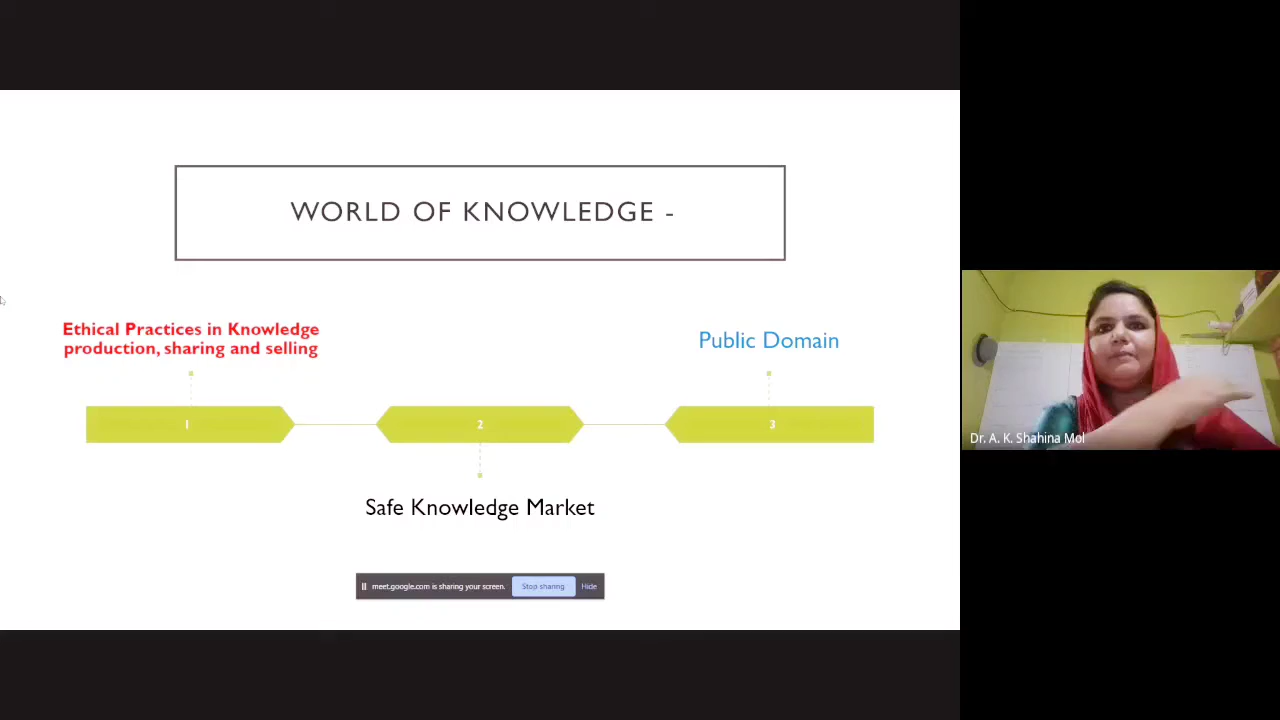 WORLD OF KNOWLEDGE -
Ethical Practices in Knowledge
production, sharing and selling
Public Domain
1
2
3
Safe Knowledge Market
meet.google.com is sharing your screen.
Stop sharing
Hide
Dr. A. K. Shahina Mol